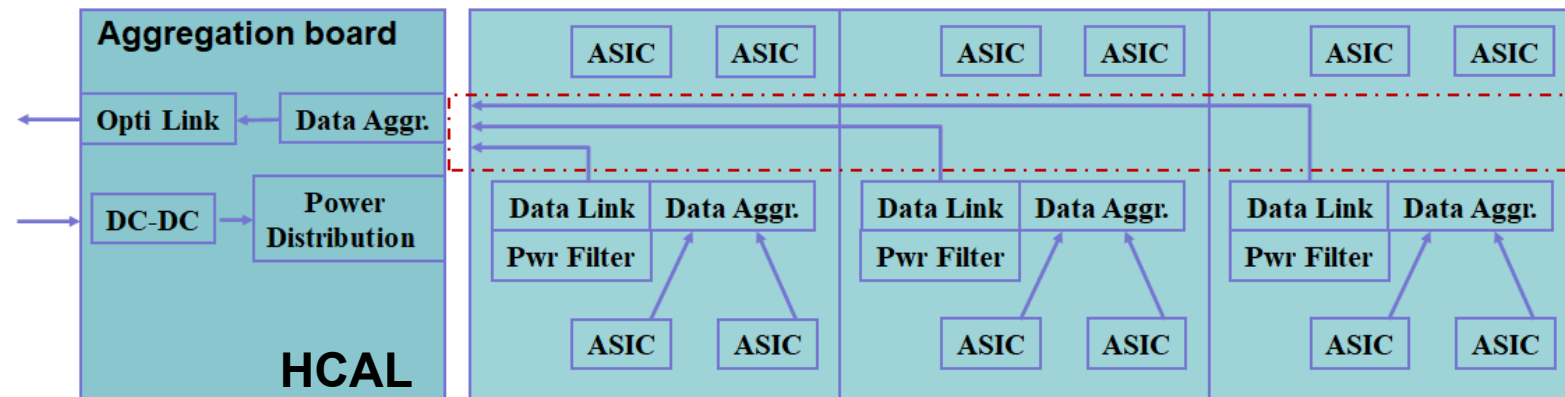 Aggregation board
ASIC ASIC ASIC ASIC ASIC ASIC
Opti Link Data Aggr.
DC-DC Power Distribution
Data Link Data Aggr. Data Link Data Aggr. Data Link Data Aggr.
Pwr Filter Pwr Filter Pwr Filter
ASIC ASIC ASIC ASIC ASIC ASIC
HCAL